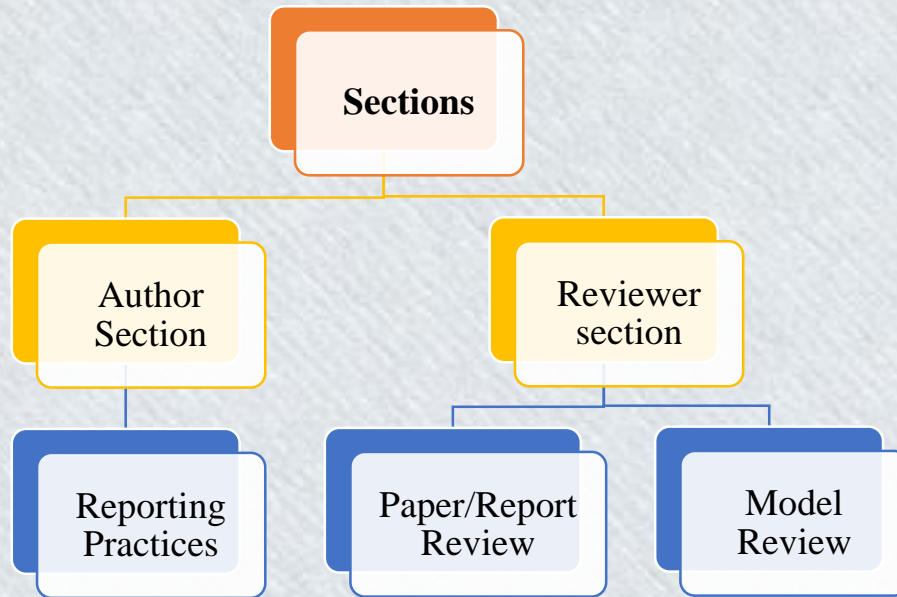 Sections
Author
Section
Reviewer
section
Reporting
Practices
Paper/Report
Review
Model
Review